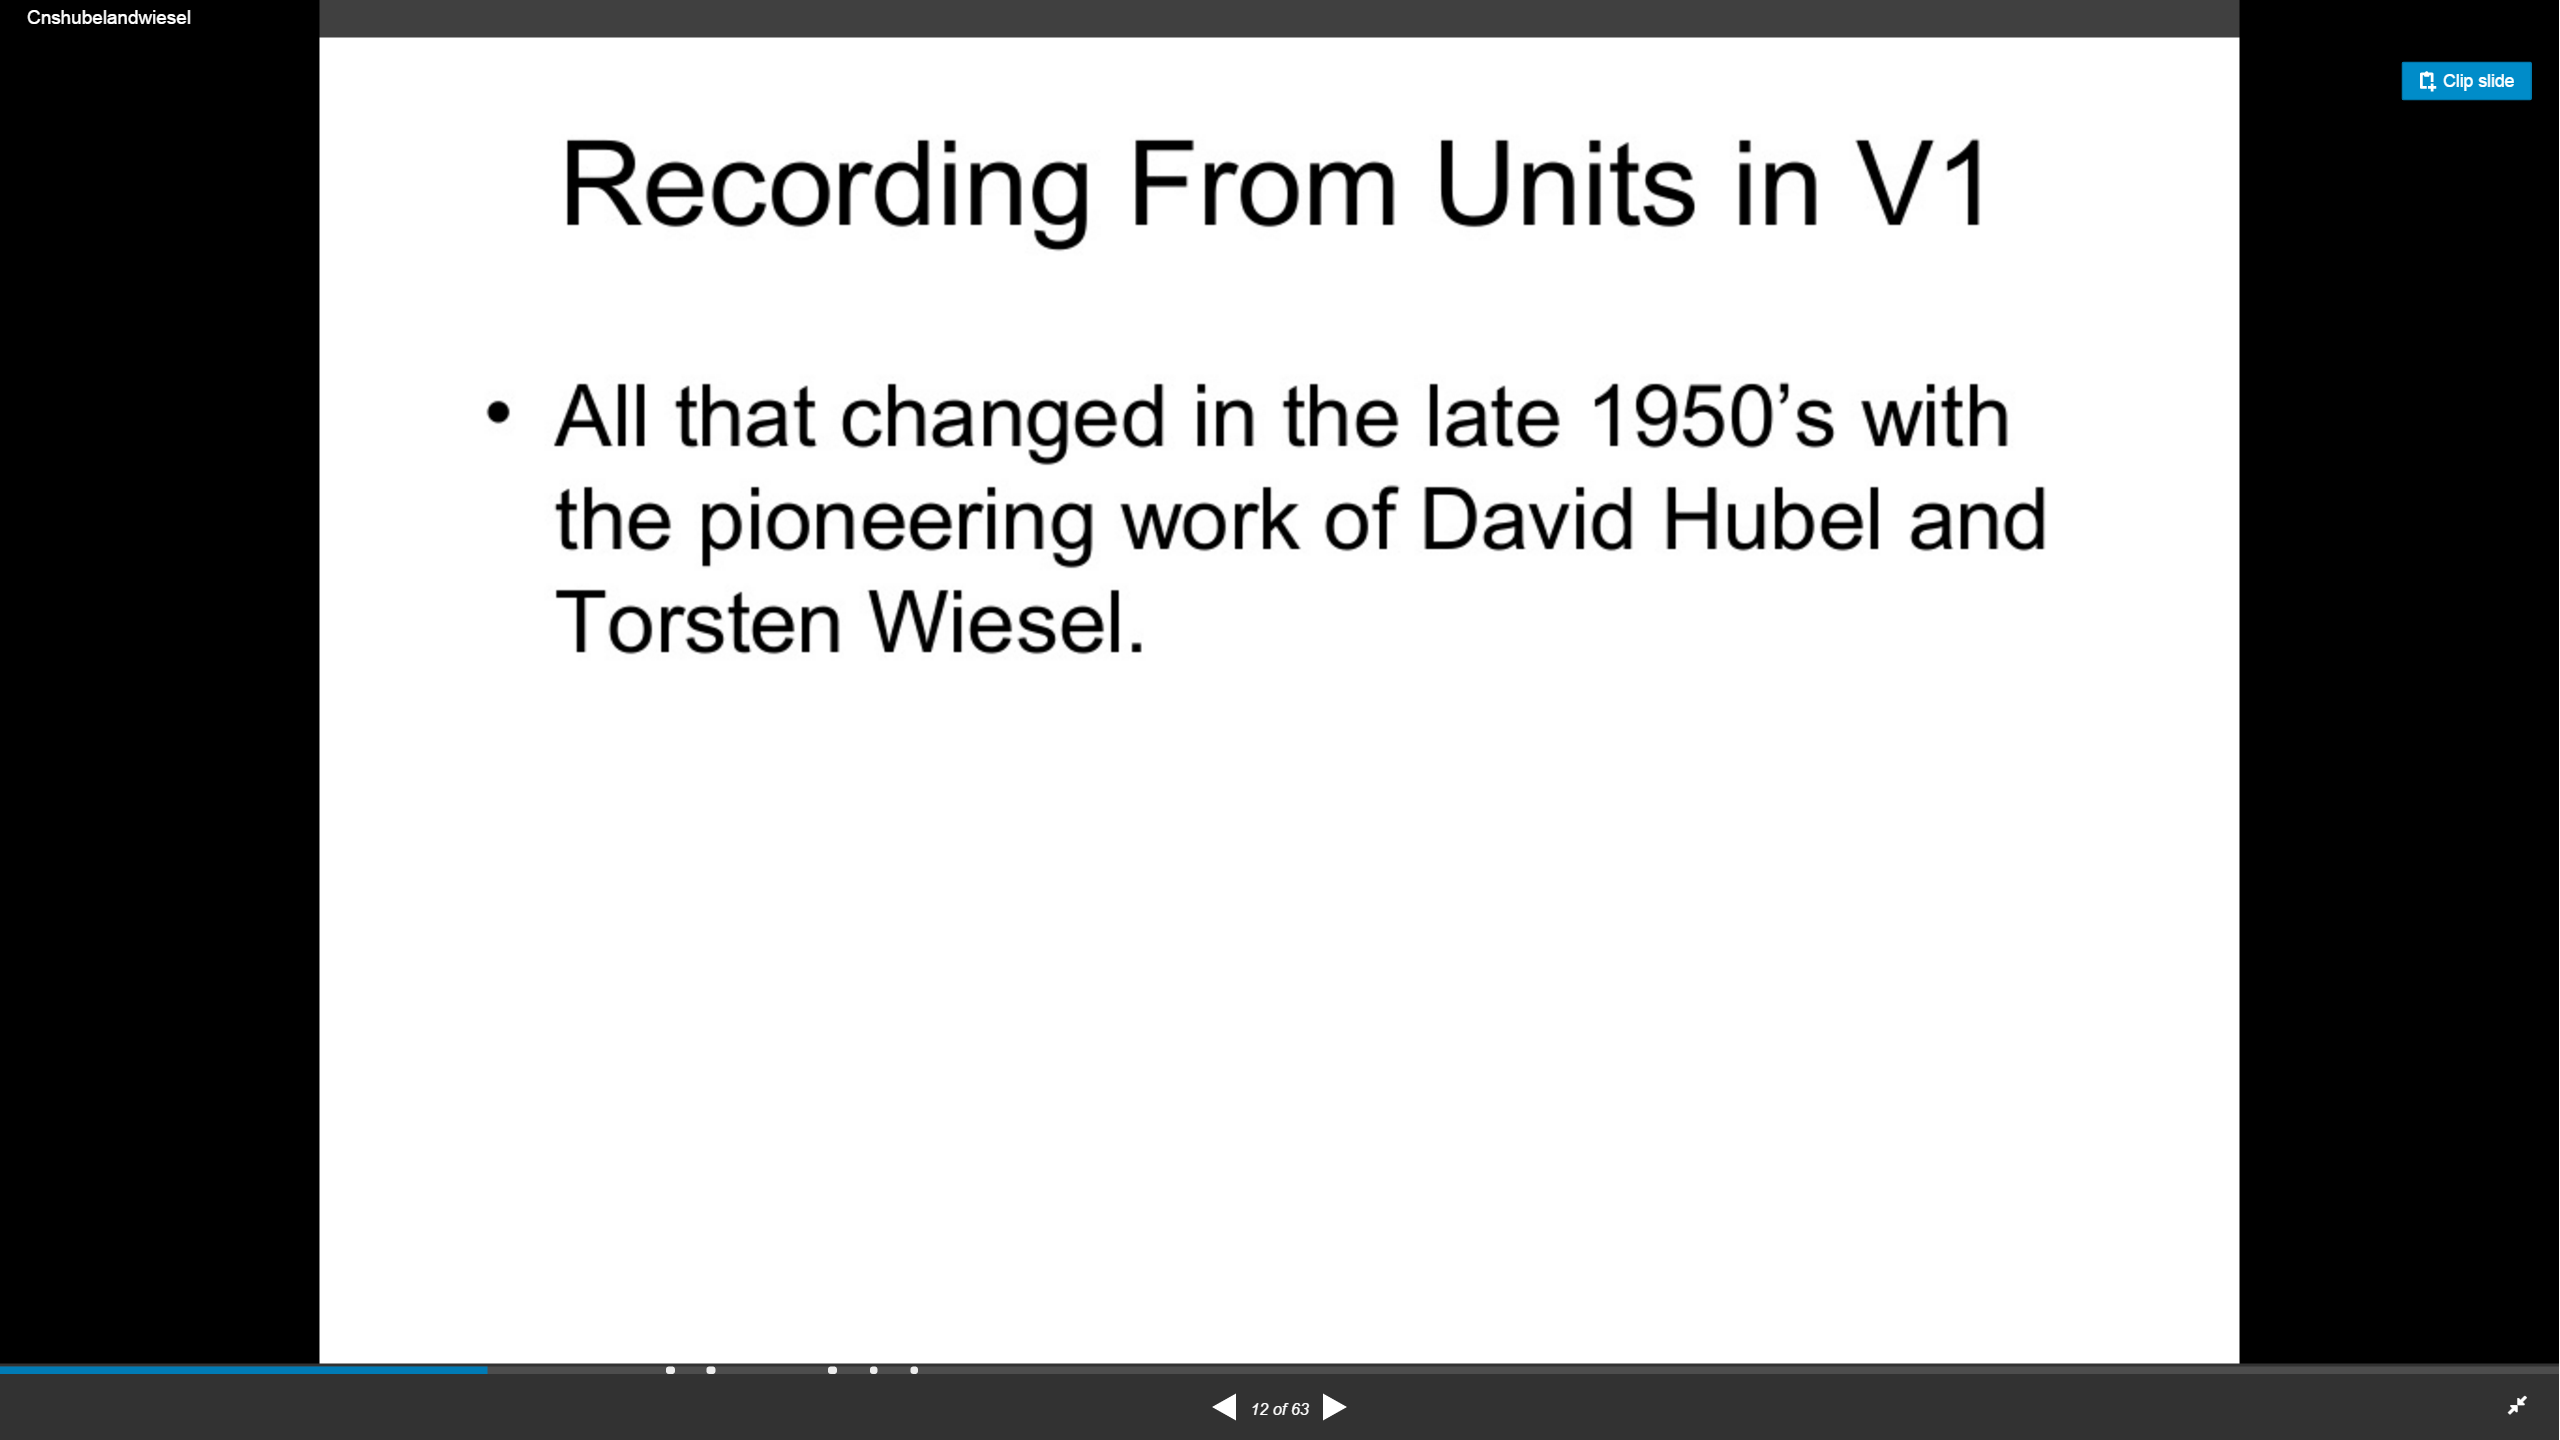 Cnshubelandwiesel
Clip slide
Recording From Units in V1
• All that changed in the late 1950’s with
the pioneering work of David Hubel and
Torsten Wiesel.
12 of 63